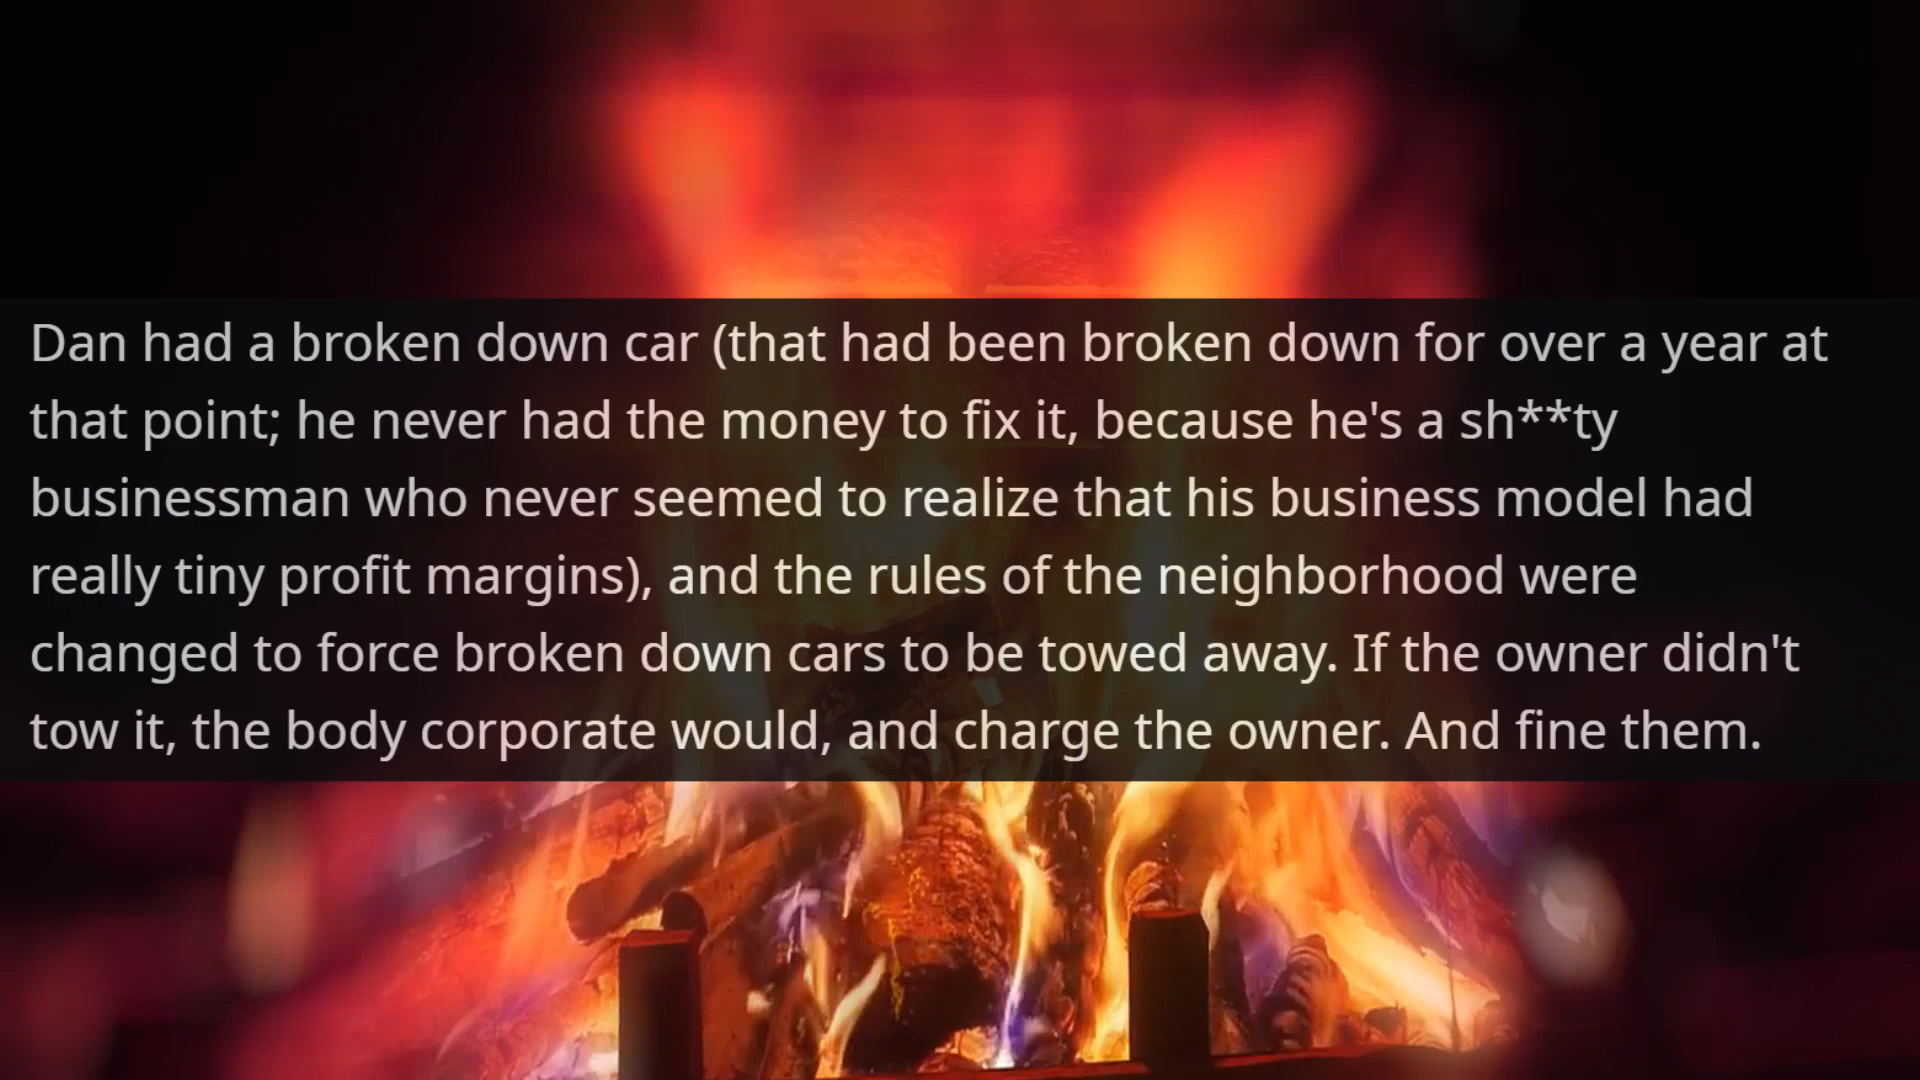 Dan had a broken down car (that had been broken down for over a year at
that point; he never had the money to fix it, because he's a sh**ty
businessman who never seemed to realize that his business model had
really tiny profit margins), and the rules of the neighborhood were
changed to force broken down cars to be towed away. If the owner didn't
tow it, the body corporate would, and charge the owner. And fine them.